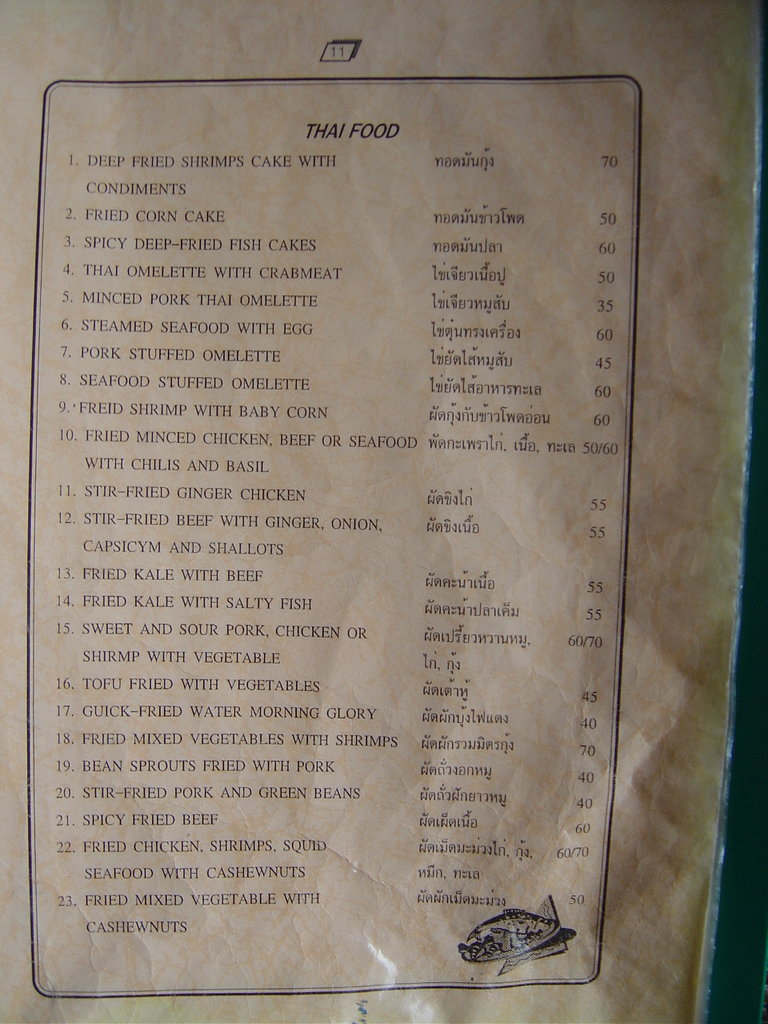 11
THAI FOOD
1. DEEP FRIED SHRIMPS CAKE WITH ทอดมันกุ้ง 70
CONDIMENTS
2. FRIED CORN CAKE ทอดมันข้าวโพด 50
3. SPICY DEEP-FRIED FISH CAKES ทอดมันปลา 60
4. THAI OMELETTE WITH CRABMEAT ไข่เจียวเนื้อปู 50
5. MINCED PORK THAI OMELETTE ไข่เจียวหมูสับ 35
6. STEAMED SEAFOOD WITH EGG ไข่ตุ๋นทรงเครื่อง 60
7. PORK STUFFED OMELETTE ไข่ยัดไส้หมูสับ 45
8. SEAFOOD STUFFED OMELETTE ไข่ยัดไส้อาหารทะเล 60
9. FREID SHRIMP WITH BABY CORN ผัดกุ้งกับข้าวโพดอ่อน 60
10. FRIED MINCED CHICKEN, BEEF OR SEAFOOD พัดกะเพราไก่, เนื้อ, ทะเล 50/60
WITH CHILIS AND BASIL
11. STIR-FRIED GINGER CHICKEN ผัดขิงไก่ 55
12. STIR-FRIED BEEF WITH GINGER, ONION, ผัดขิงเนื้อ 55
CAPSICYM AND SHALLOTS
13. FRIED KALE WITH BEEF ผัดคะน้าเนื้อ 55
14. FRIED KALE WITH SALTY FISH ผัดคะน้าปลาเค็ม 55
15. SWEET AND SOUR PORK, CHICKEN OR ผัดเปรี้ยวหวานหมู, 60/70
SHIRMP WITH VEGETABLE ไก่, กุ้ง
16. TOFU FRIED WITH VEGETABLES ผัดเต้าหู้ 45
17. GUICK-FRIED WATER MORNING GLORY ผัดผักบุ้งไฟแดง 40
18. FRIED MIXED VEGETABLES WITH SHRIMPS ผัดผักรวมมิตรกุ้ง 70
19. BEAN SPROUTS FRIED WITH PORK ผัดถั่วงอกหมู 40
20. STIR-FRIED PORK AND GREEN BEANS ผัดถั่วฝักยาวหมู 40
21. SPICY FRIED BEEF ผัดเผ็ดเนื้อ 60
22. FRIED CHICKEN, SHRIMPS, SQUID ผัดเม็ดมะม่วงไก่, กุ้ง, 60/70
SEAFOOD WITH CASHEWNUTS หมึก, ทะเล
23. FRIED MIXED VEGETABLE WITH ผัดผักเม็ดมะม่วง 50
CASHEWNUTS